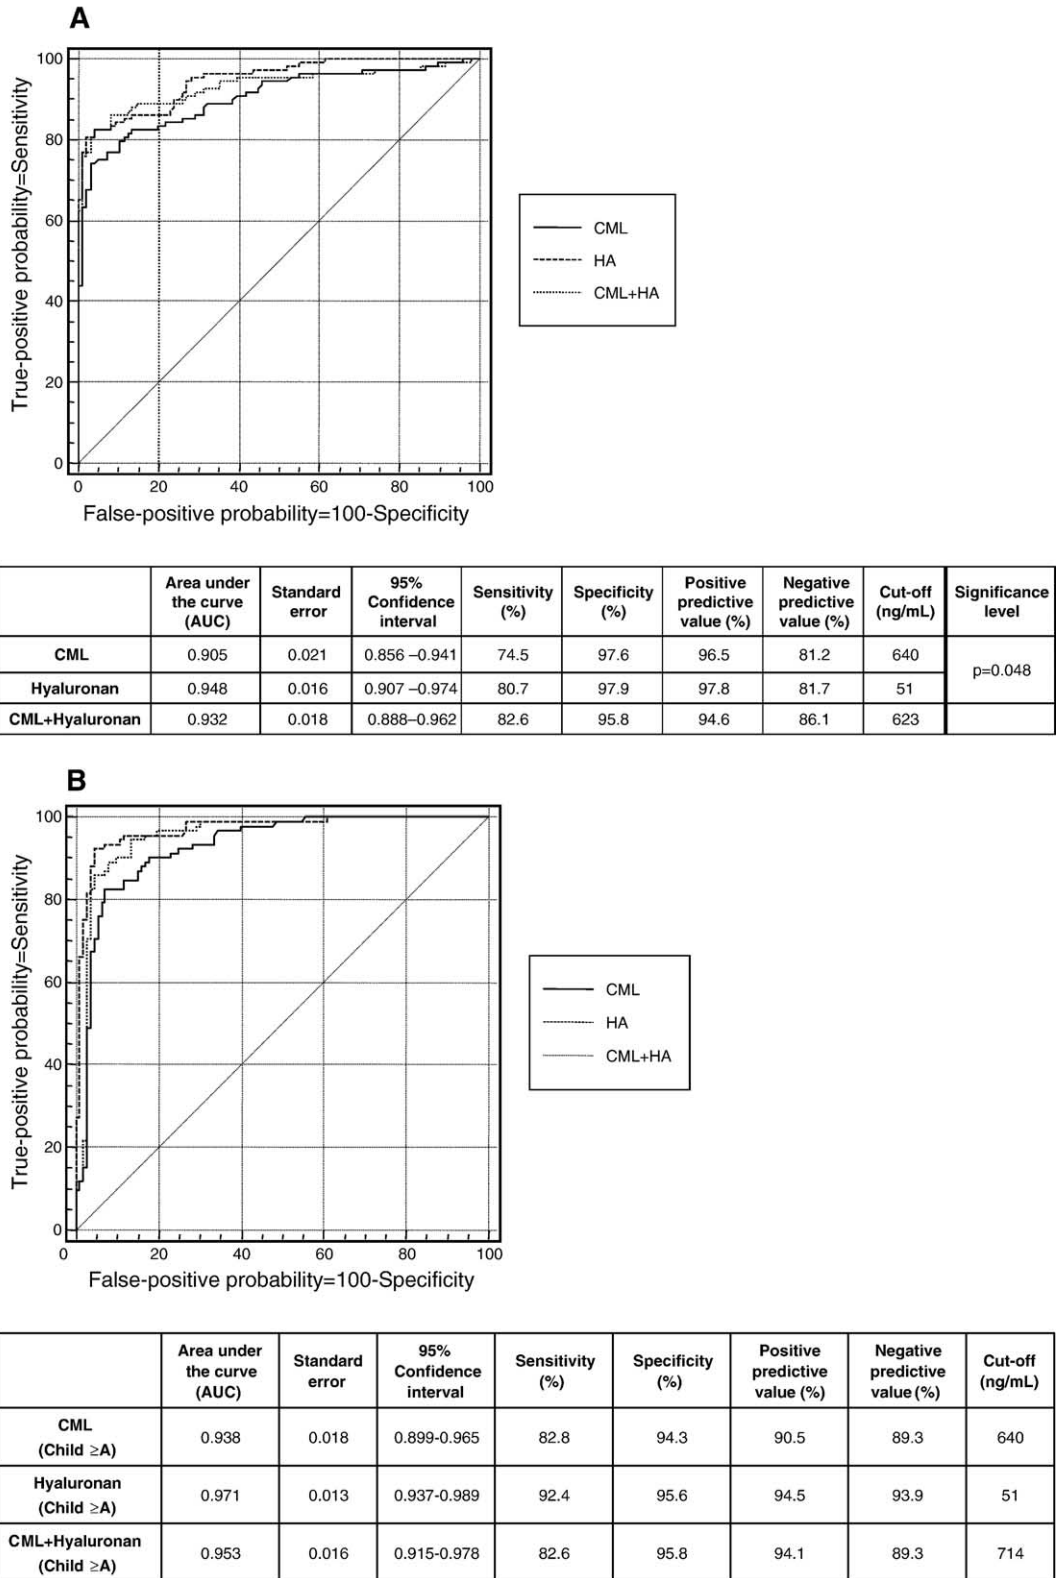 A
100
80
60
40
20
0
0 20 40 60 80 100
True-positive probability=Sensitivity
False-positive probability=100-Specificity
CML
HA
CML+HA
Area under the curve (AUC) Standard error 95% Confidence interval Sensitivity (%) Specificity (%) Positive predictive value (%) Negative predictive value (%) Cut-off (ng/mL) Significance level
CML 0.905 0.021 0.856 –0.941 74.5 97.6 96.5 81.2 640 p=0.048
Hyaluronan 0.948 0.016 0.907 –0.974 80.7 97.9 97.8 81.7 51
CML+Hyaluronan 0.932 0.018 0.888–0.962 82.6 95.8 94.6 86.1 623
B
100
80
60
40
20
0
0 20 40 60 80 100
True-positive probability=Sensitivity
False-positive probability=100-Specificity
CML
HA
CML+HA
Area under the curve (AUC) Standard error 95% Confidence interval Sensitivity (%) Specificity (%) Positive predictive value (%) Negative predictive value (%) Cut-off (ng/mL)
CML (Child ≥A) 0.938 0.018 0.899-0.965 82.8 94.3 90.5 89.3 640
Hyaluronan (Child ≥A) 0.971 0.013 0.937-0.989 92.4 95.6 94.5 93.9 51
CML+Hyaluronan (Child ≥A) 0.953 0.016 0.915-0.978 82.6 95.8 94.1 89.3 714